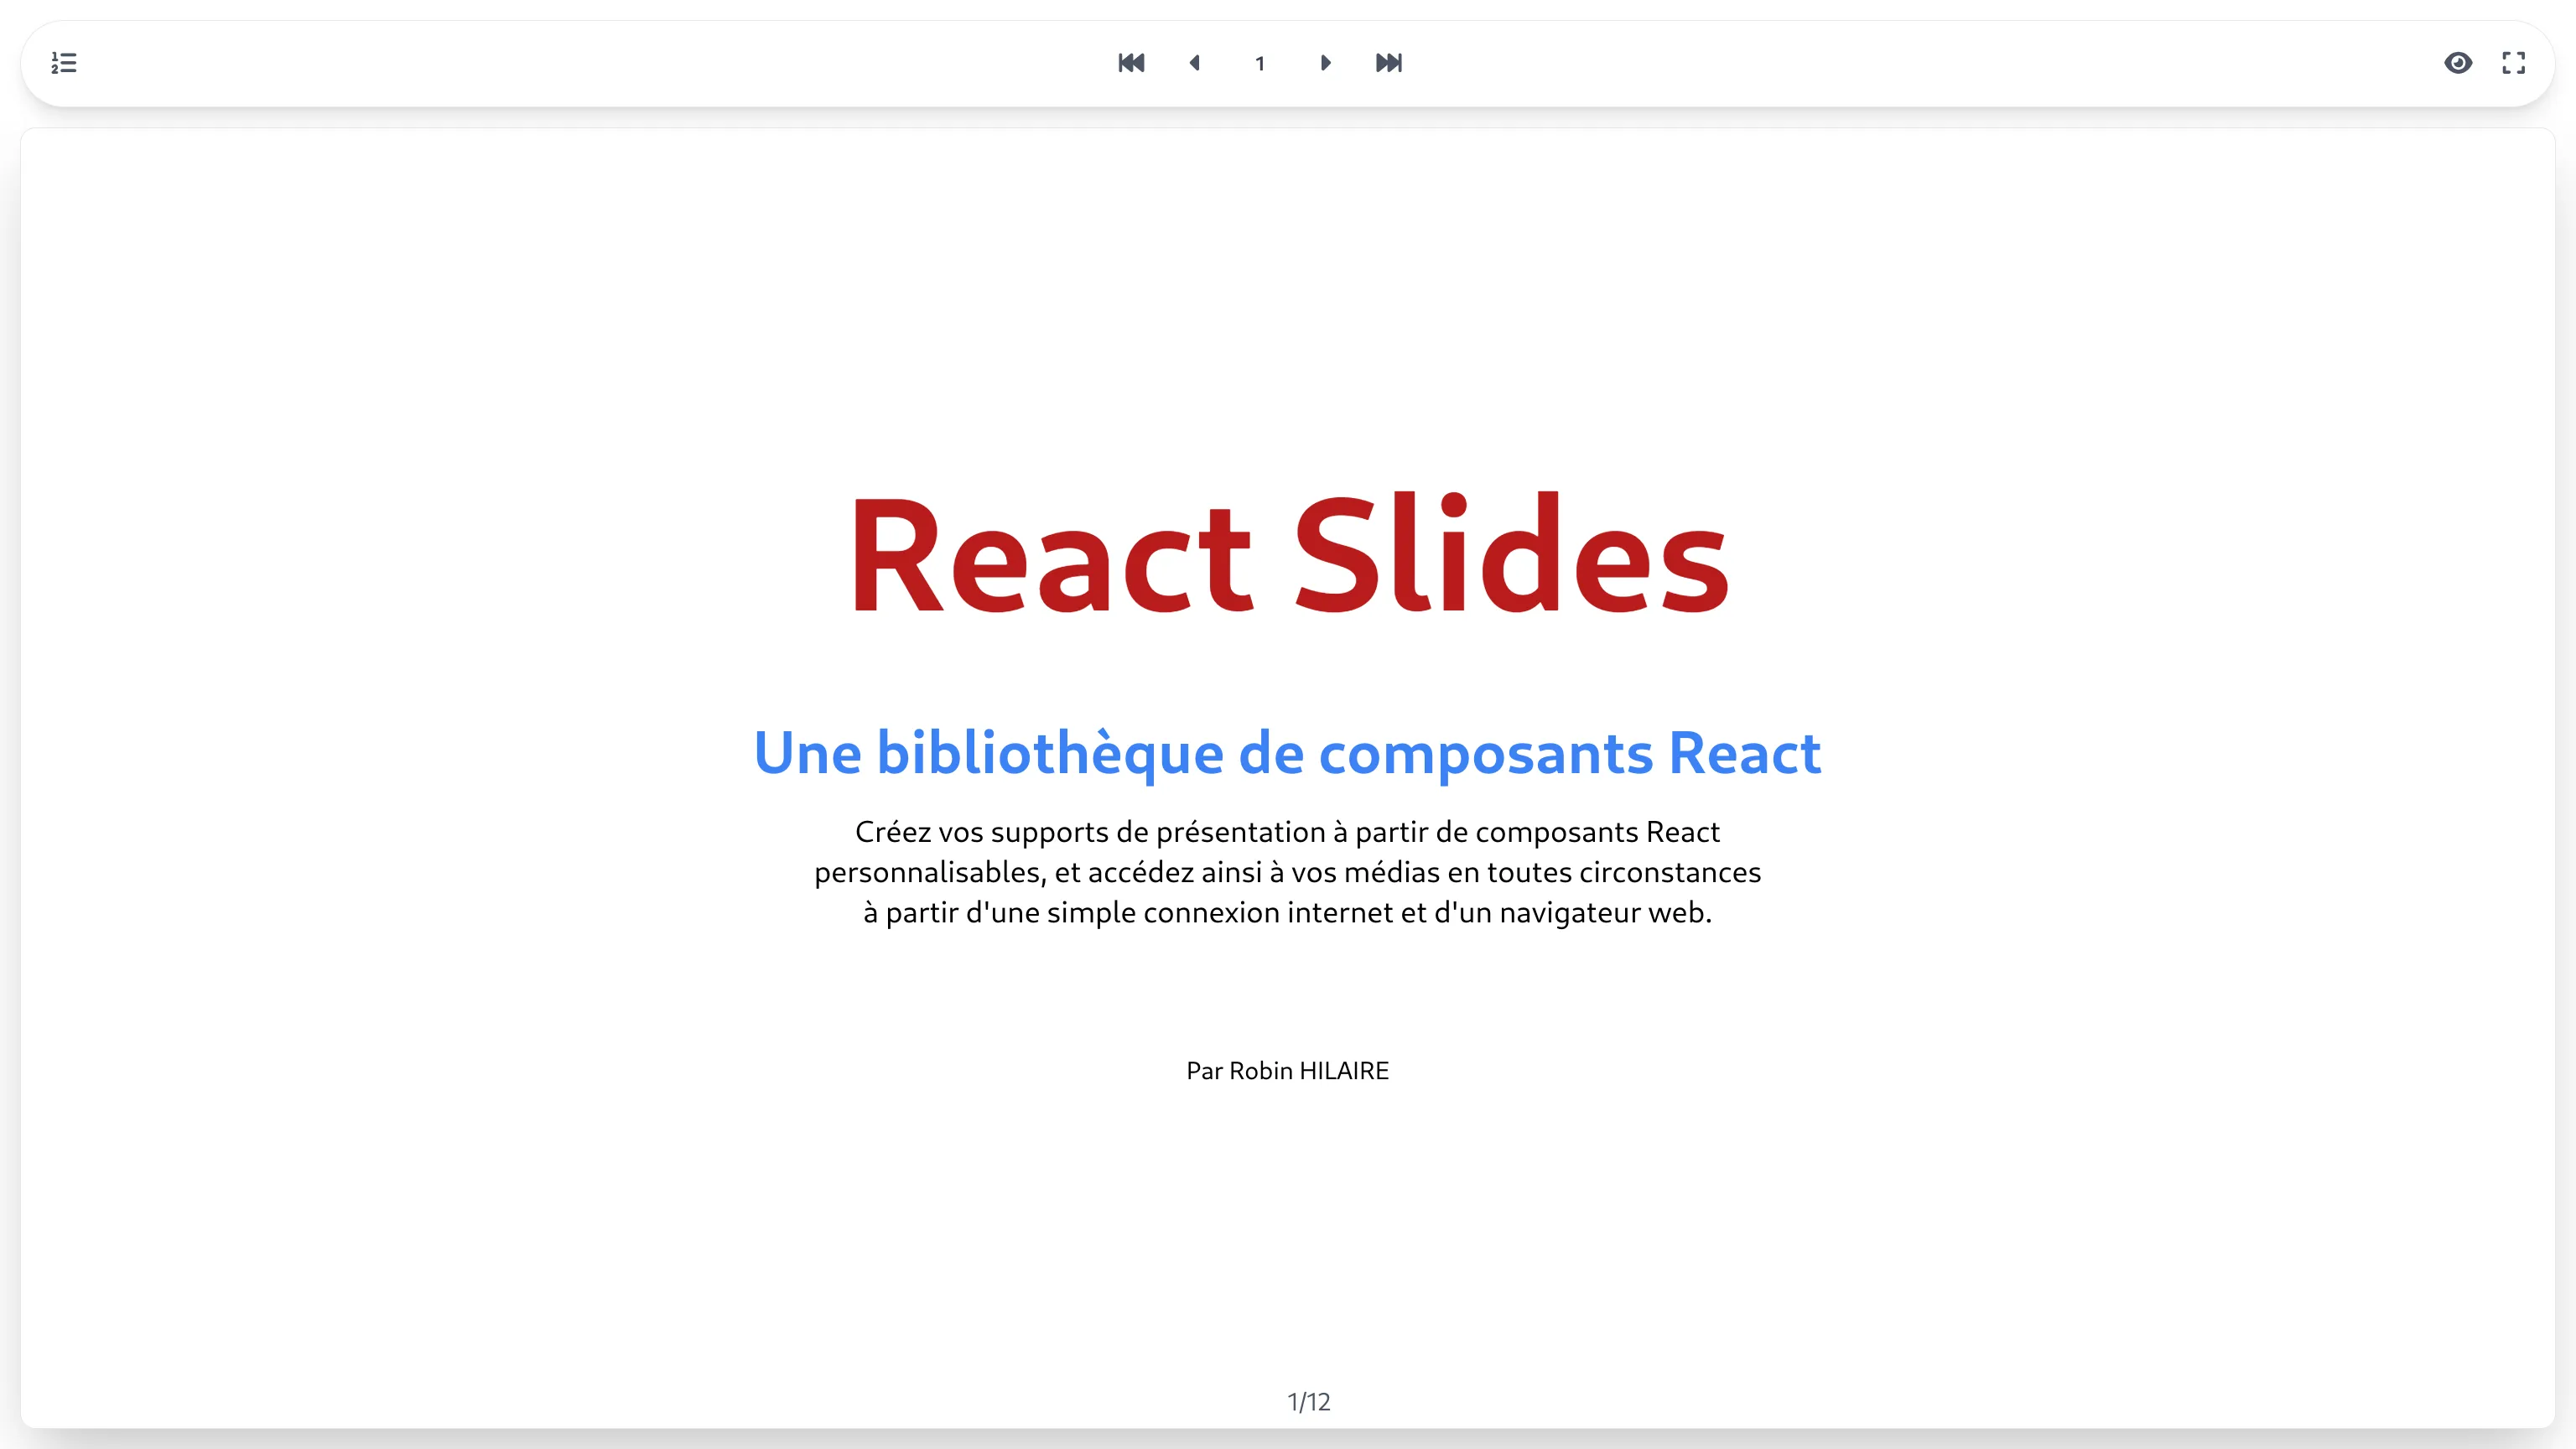 1
React Slides
Une bibliothèque de composants React
Créez vos supports de présentation à partir de composants React
personnalisables, et accédez ainsi à vos médias en toutes circonstances
à partir d'une simple connexion internet et d'un navigateur web.
Par Robin HILAIRE
1/12